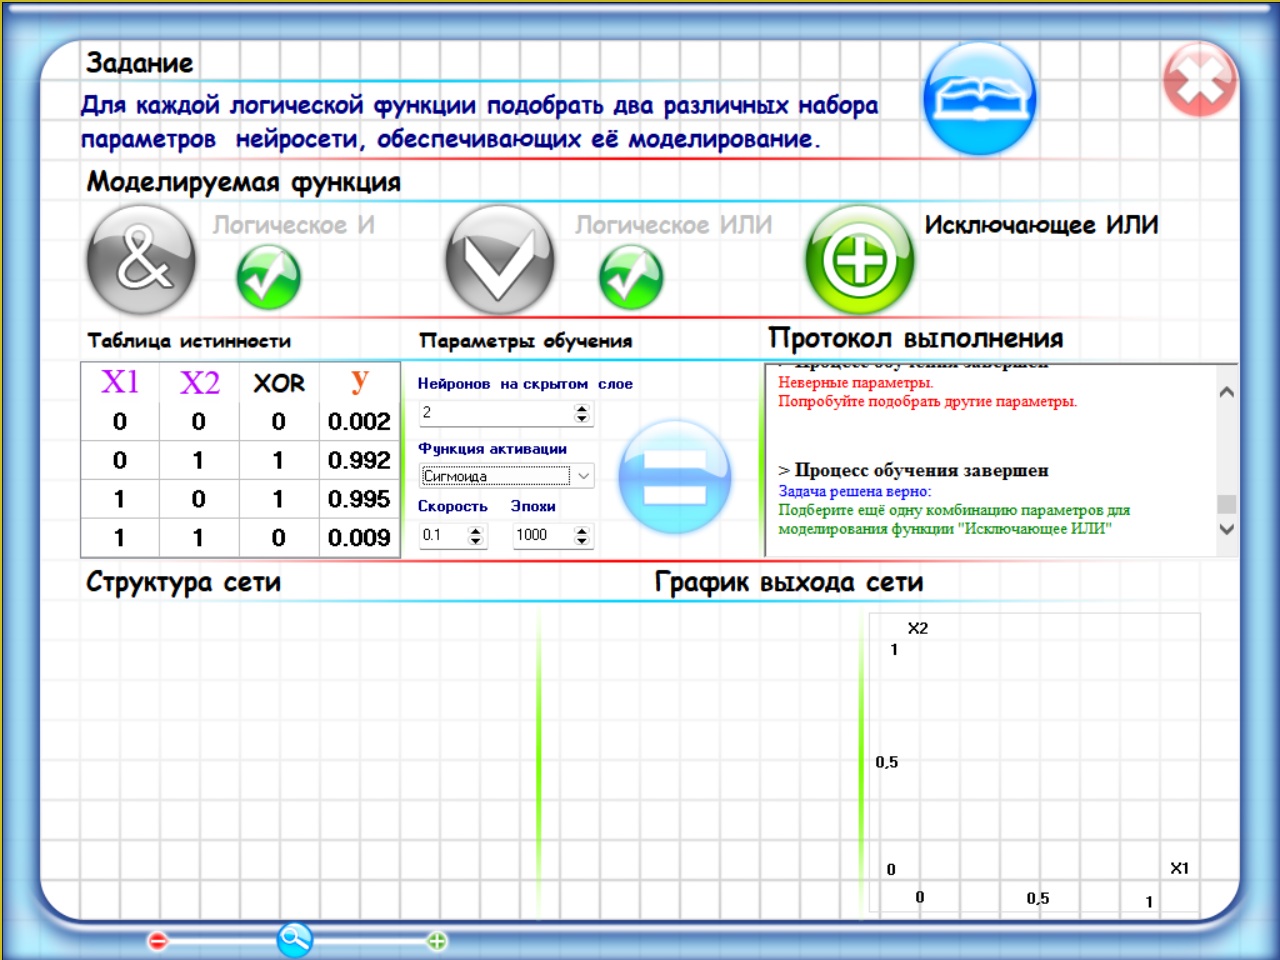 Задание
Для каждой логической функции подобрать два различных набора
параметров нейросети, обеспечивающих её моделирование.
Моделируемая функция
&
Логическое И
Логическое ИЛИ
Исключающее ИЛИ
Таблица истинности
X1 X2 XOR y
0 0 0 0.002
0 1 1 0.992
1 0 1 0.995
1 1 0 0.009
Параметры обучения
Нейронов на скрытом слое
2
Функция активации
Сигмоида
Скорость Эпохи
0.1 1000
Протокол выполнения
> Процесс обучения завершен
Неверные параметры.
Попробуйте подобрать другие параметры.
> Процесс обучения завершен
Задача решена верно:
Подберите ещё одну комбинацию параметров для
моделирования функции "Исключающее ИЛИ"
Структура сети
График выхода сети
X2
1
0,5
0
X1
0 0,5 1